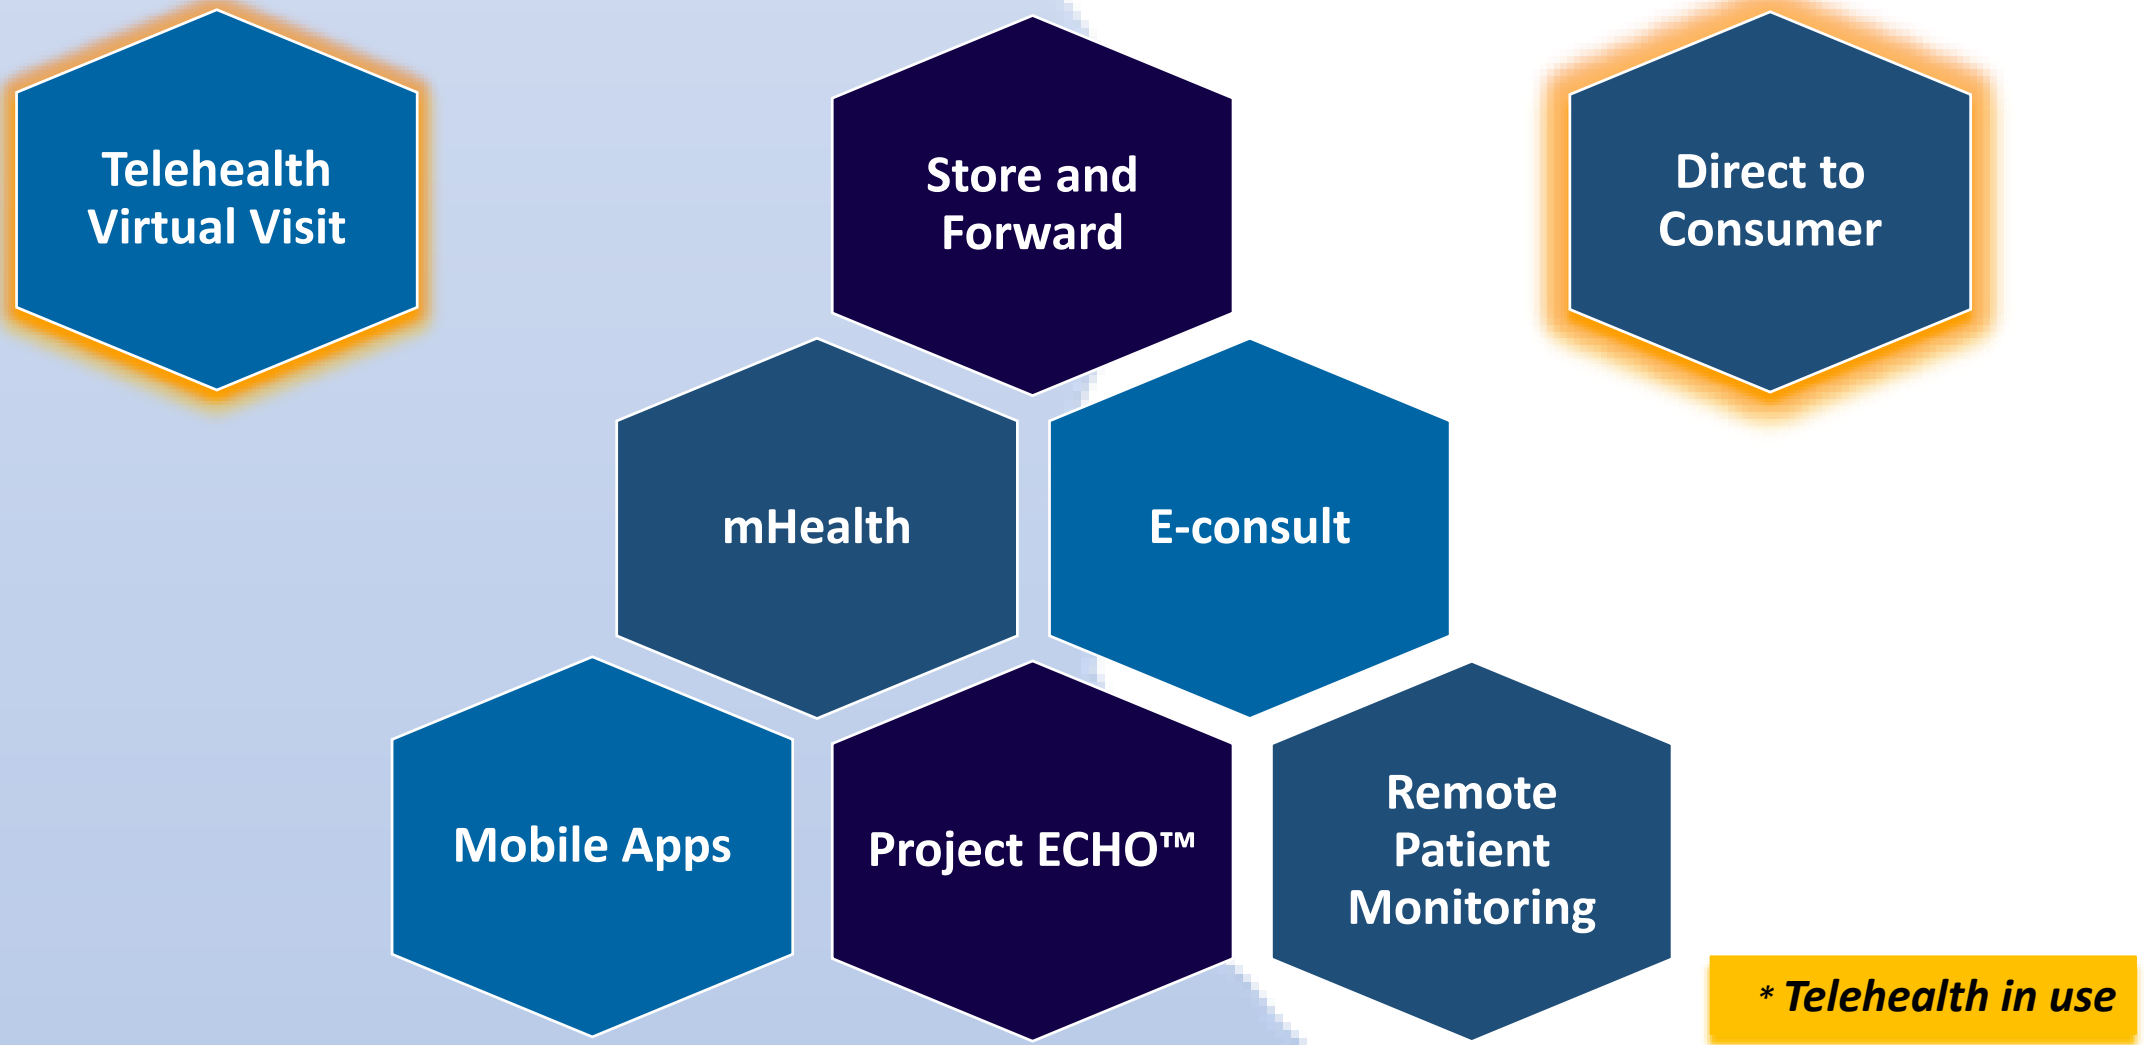 Telehealth
Virtual Visit
Store and
Forward
Direct to
Consumer
mHealth
E-consult
Mobile Apps
Project ECHO™
Remote
Patient
Monitoring
* Telehealth in use